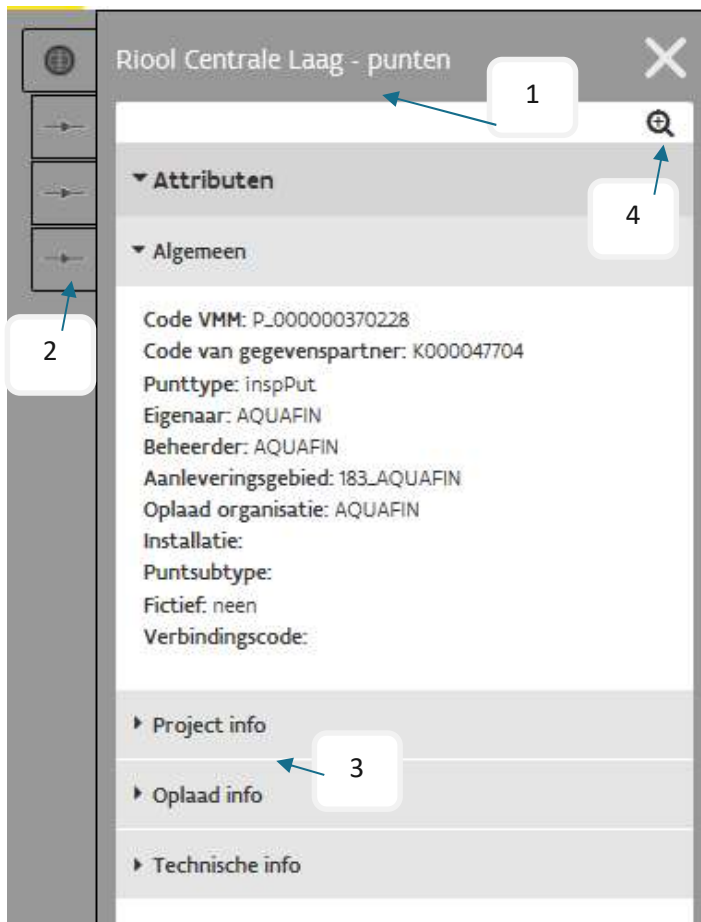 Riool Centrale Laag - punten
1
4
Attributen
Algemeen
2
Code VMM: P_000000370228
Code van gegevenspartner: K000047704
Punttype: inspPut
Eigenaar: AQUAFIN
Beheerder: AQUAFIN
Aanleveringsgebied: 183_AQUAFIN
Oplaad organisatie: AQUAFIN
Installatie:
Puntsubtype:
Fictief: neen
Verbindingscode:
Project info
3
Oplaad info
Technische info